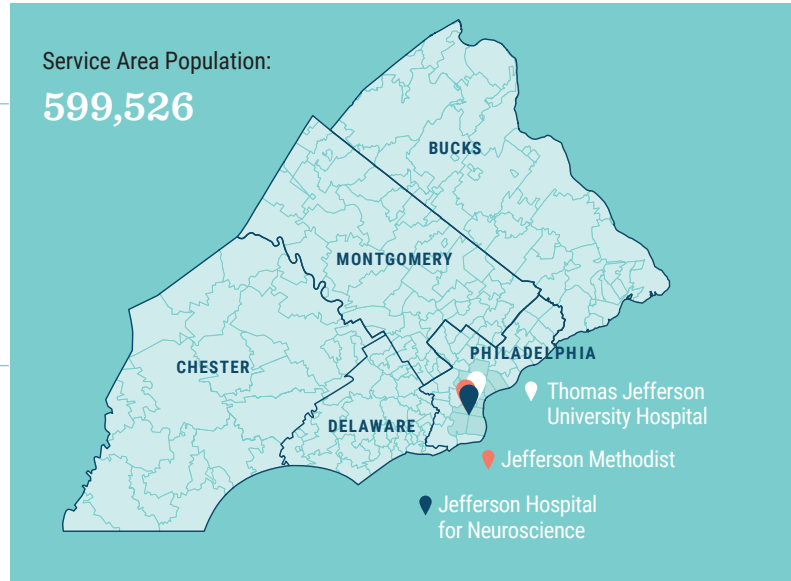 Service Area Population:
599,526
BUCKS
MONTGOMERY
PHILADELPHIA
CHESTER
DELAWARE
Thomas Jefferson
University Hospital
Jefferson Methodist
Jefferson Hospital
for Neuroscience